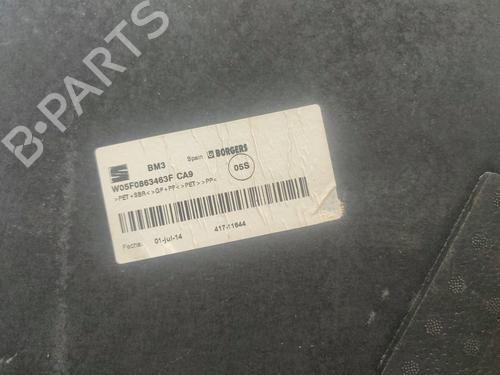 B-PARTS
BM3 Spain BORGERS
W05F0863463F CA9 05S
>PET+SBR<>GF+PP<>PET>>PP<
Fecha: 01-jul-14 417-11644